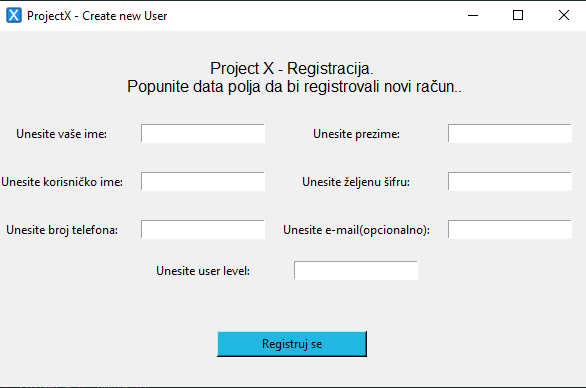 ProjectX - Create new User
Project X - Registracija.
Popunite data polja da bi registrovali novi račun..
Unesite vaše ime:
Unesite prezime:
Unesite korisničko ime:
Unesite željenu šifru:
Unesite broj telefona:
Unesite e-mail(opcionalno):
Unesite user level:
Registruj se